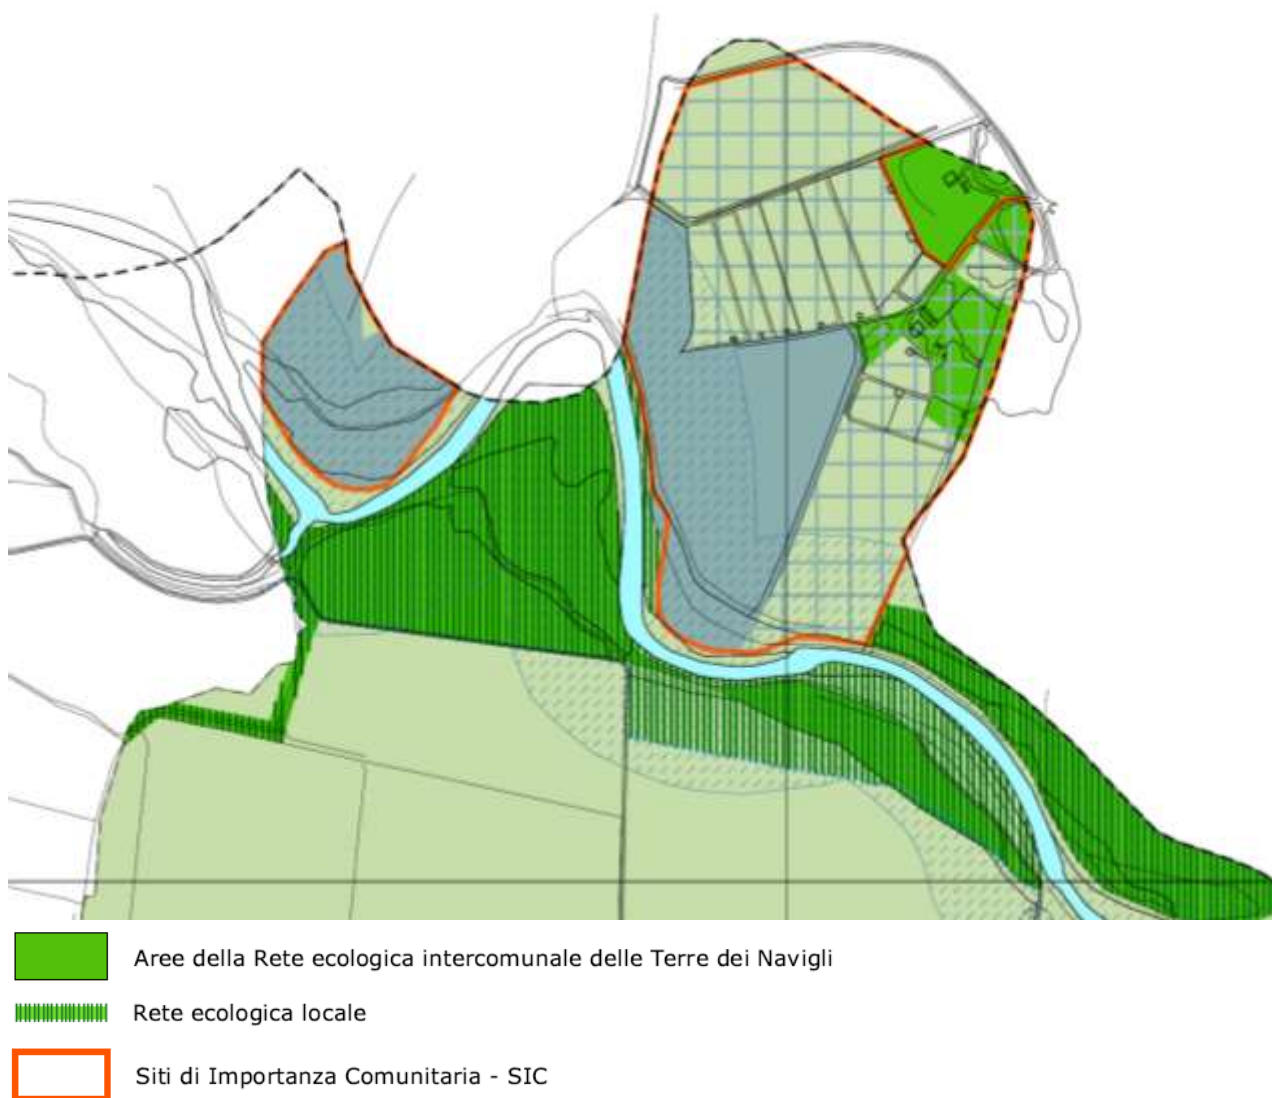 Aree della Rete ecologica intercomunale delle Terre dei Navigli
Rete ecologica locale
Siti di Importanza Comunitaria - SIC